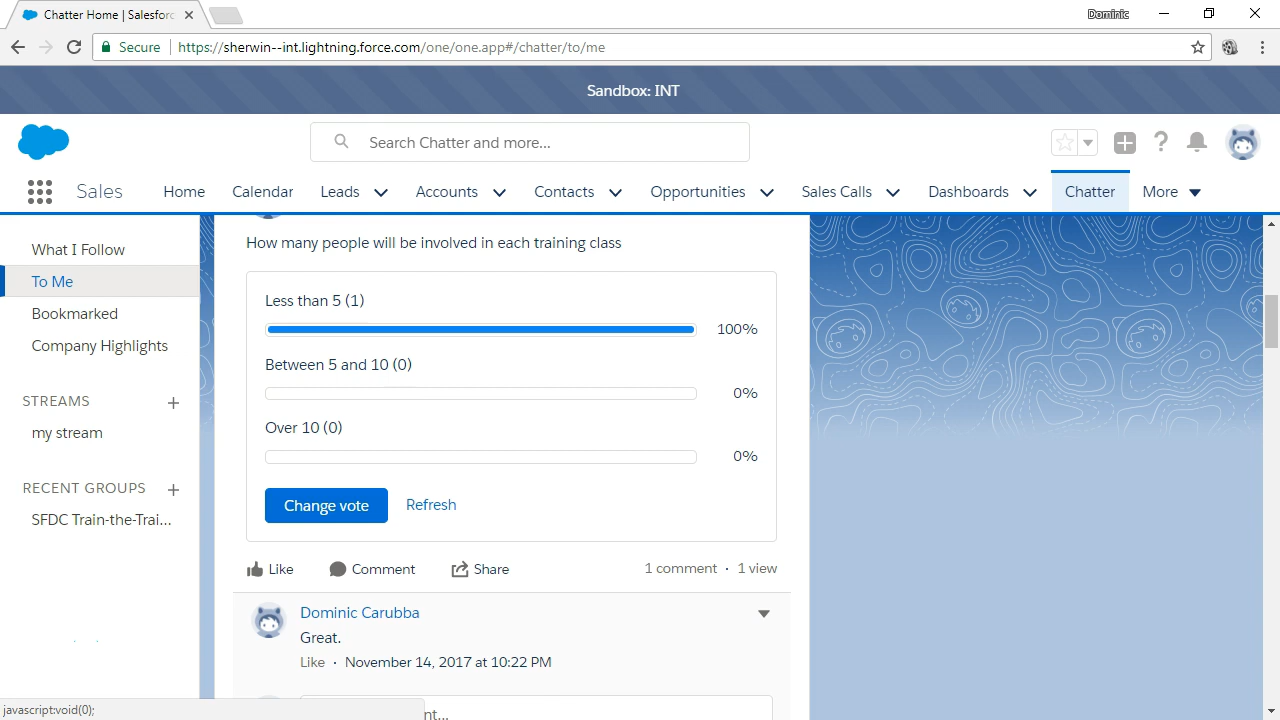 Chatter Home | Salesforc
Dominic
Secure
https://sherwin--int.lightning.force.com/one/one.app#/chatter/to/me
Sandbox: INT
Search Chatter and more...
Sales
Home
Calendar
Leads
Accounts
Contacts
Opportunities
Sales Calls
Dashboards
Chatter
More
What I Follow
To Me
Bookmarked
Company Highlights
STREAMS
my stream
RECENT GROUPS
SFDC Train-the-Trai...
How many people will be involved in each training class
Less than 5 (1)
100%
Between 5 and 10 (0)
0%
Over 10 (0)
0%
Change vote
Refresh
Like
Comment
Share
1 comment · 1 view
Dominic Carubba
Great.
Like · November 14, 2017 at 10:22 PM
javascript:void(0);